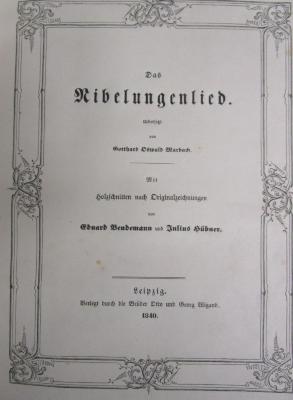 Das
Nibelungenlied.
Uebersetzt
von
Gotthard Oswald Marbach.
Mit
Holzschnitten nach Originalzeichnungen
von
Eduard Bendemann und Julius Hübner.
Leipzig.
Verlegt durch die Brüder Otto und Georg Wigand.
1840.